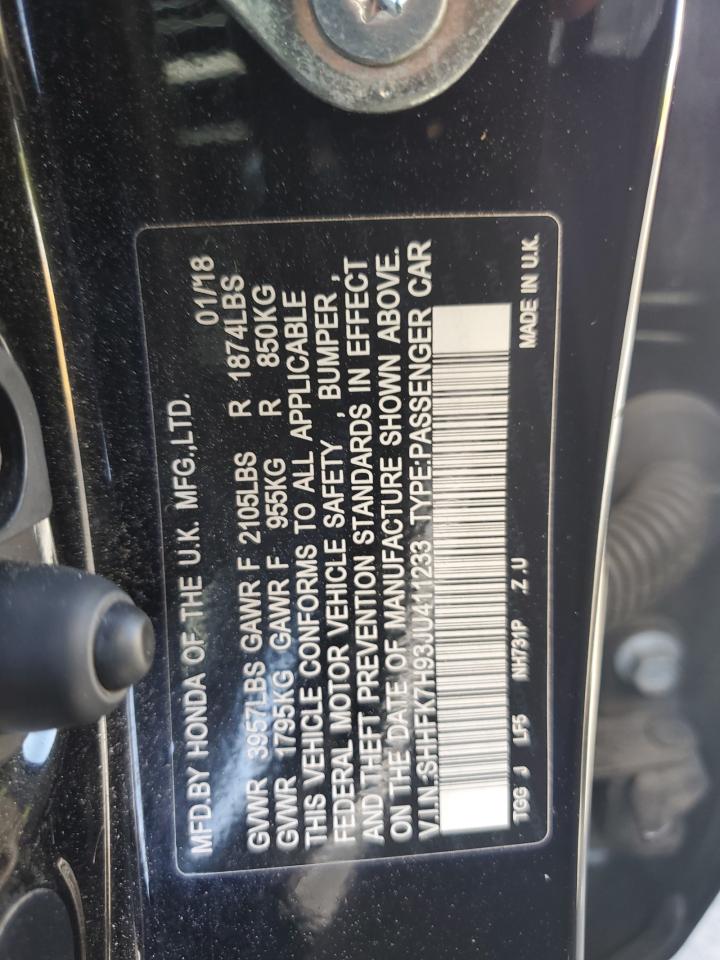 MFD.BY HONDA OF THE U.K. MFG.,LTD. 01/18
GVWR 3957LBS GAWR F 2105LBS R 1874LBS
GVWR 1795KG GAWR F 955KG R 850KG
THIS VEHICLE CONFORMS TO ALL APPLICABLE
FEDERAL MOTOR VEHICLE SAFETY , BUMPER ,
AND THEFT PREVENTION STANDARDS IN EFFECT
ON THE DATE OF MANUFACTURE SHOWN ABOVE.
V.I.N.:SHHFK7H93JU411233 TYPE:PASSENGER CAR
TGG J LF5 NH731P .Z .U MADE IN U.K.